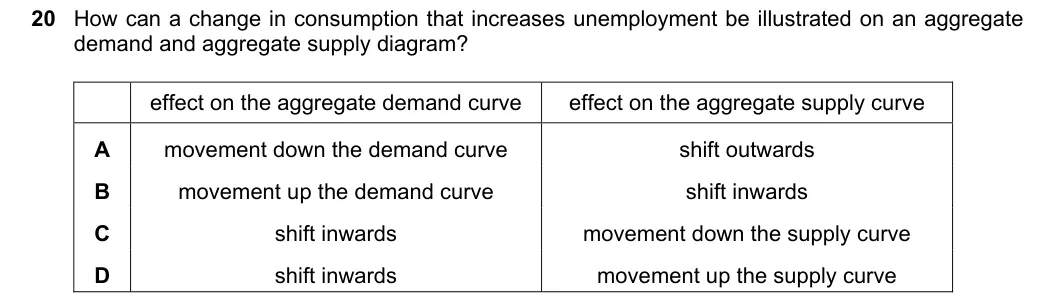 20 How can a change in consumption that increases unemployment be illustrated on an aggregate
demand and aggregate supply diagram?
effect on the aggregate demand curve effect on the aggregate supply curve
A movement down the demand curve shift outwards
B movement up the demand curve shift inwards
C shift inwards movement down the supply curve
D shift inwards movement up the supply curve